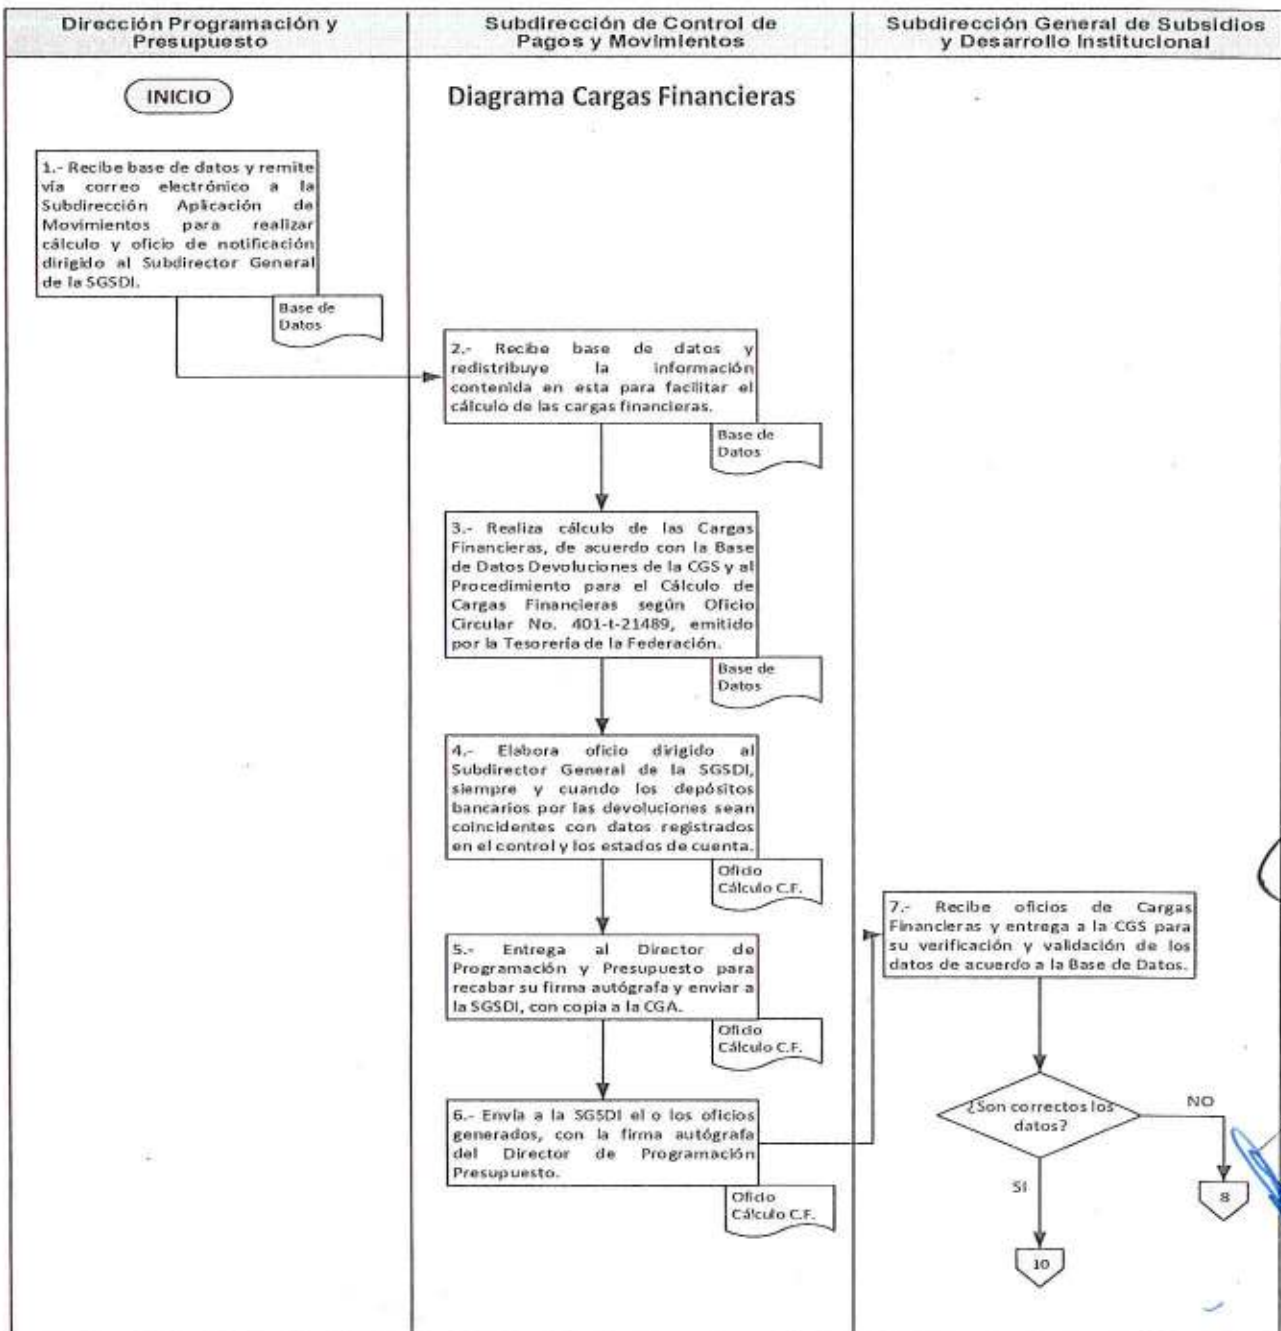 Dirección Programación y
Presupuesto
Subdirección de Control de
Pagos y Movimientos
Subdirección General de Subsidios
y Desarrollo Institucional
INICIO
Diagrama Cargas Financieras
1.- Recibe base de datos y remite
vía correo electrónico a la
Subdirección Aplicación de
Movimientos para realizar
cálculo y oficio de notificación
dirigido al Subdirector General
de la SGSDI.
Base de
Datos
2.- Recibe base de datos y
redistribuye la información
contenida en esta para facilitar el
cálculo de las cargas financieras.
Base de
Datos
3.- Realiza cálculo de las Cargas
Financieras, de acuerdo con la Base
de Datos Devoluciones de la CGS y al
Procedimiento para el Cálculo de
Cargas Financieras según Oficio
Circular No. 401-t-21489, emitido
por la Tesorería de la Federación.
Base de
Datos
4.- Elabora oficio dirigido al
Subdirector General de la SGSDI,
siempre y cuando los depósitos
bancarios por las devoluciones sean
coincidentes con datos registrados
en el control y los estados de cuenta.
Oficio
Cálculo C.F.
5.- Entrega al Director de
Programación y Presupuesto para
recabar su firma autógrafa y enviar a
la SGSDI, con copia a la CGA.
Oficio
Cálculo C.F.
6.- Envía a la SGSDI el o los oficios
generados, con la firma autógrafa
del Director de Programación
Presupuesto.
Oficio
Cálculo C.F.
7.- Recibe oficios de Cargas
Financieras y entrega a la CGS para
su verificación y validación de los
datos de acuerdo a la Base de Datos.
¿Son correctos los
datos?
NO
SI
8
10